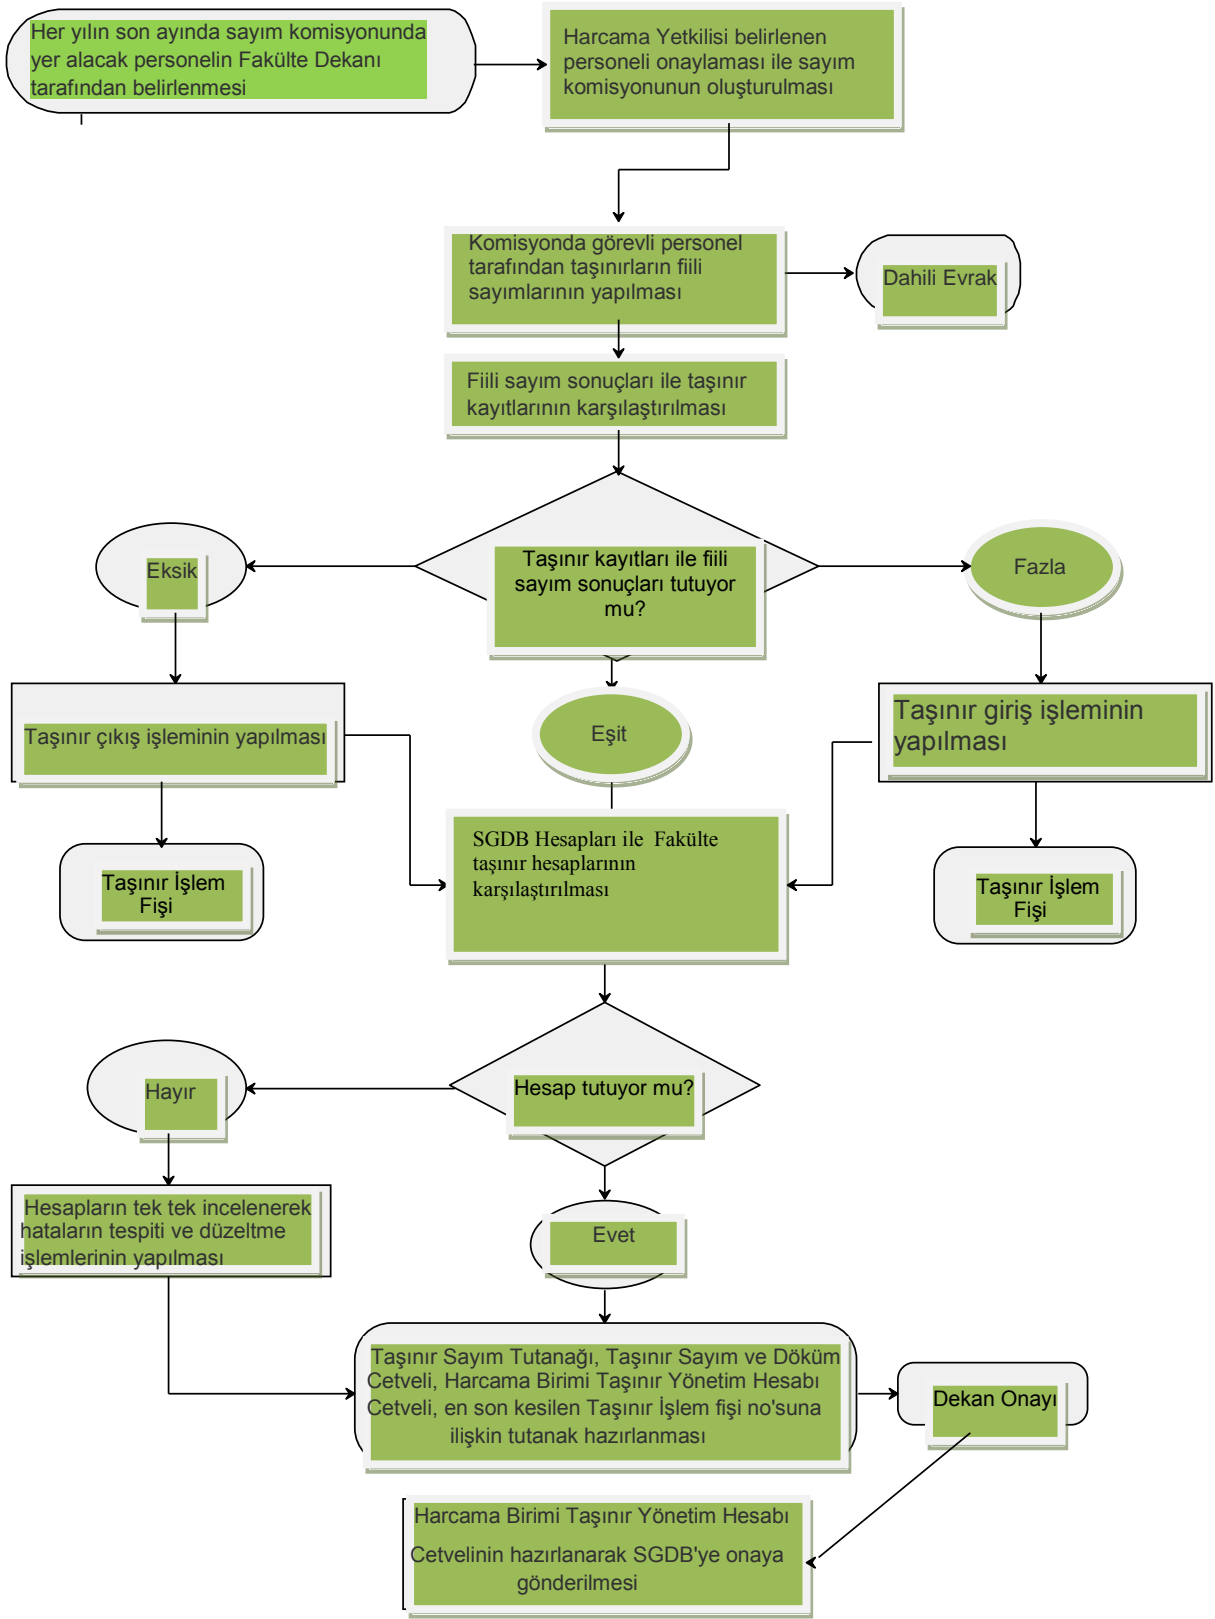 Her yılın son ayında sayım komisyonunda
yer alacak personelin Fakülte Dekanı
tarafından belirlenmesi
Harcama Yetkilisi belirlenen
personeli onaylaması ile sayım
komisyonunun oluşturulması
Komisyonda görevli personel
tarafından taşınırların fiili
sayımlarının yapılması
Dahili Evrak
Fiili sayım sonuçları ile taşınır
kayıtlarının karşılaştırılması
Taşınır kayıtları ile fiili
sayım sonuçları tutuyor
mu?
Eksik
Fazla
Taşınır çıkış işleminin yapılması
Eşit
Taşınır giriş işleminin
yapılması
SGDB Hesapları ile Fakülte
taşınır hesaplarının
karşılaştırılması
Taşınır İşlem
Fişi
Taşınır İşlem
Fişi
Hesap tutuyor mu?
Hayır
Hesapların tek tek incelenerek
hataların tespiti ve düzeltme
işlemlerinin yapılması
Evet
Taşınır Sayım Tutanağı, Taşınır Sayım ve Döküm
Cetveli, Harcama Birimi Taşınır Yönetim Hesabı
Cetveli, en son kesilen Taşınır İşlem fişi no'suna
ilişkin tutanak hazırlanması
Dekan Onayı
Harcama Birimi Taşınır Yönetim Hesabı
Cetvelinin hazırlanarak SGDB'ye onaya
gönderilmesi